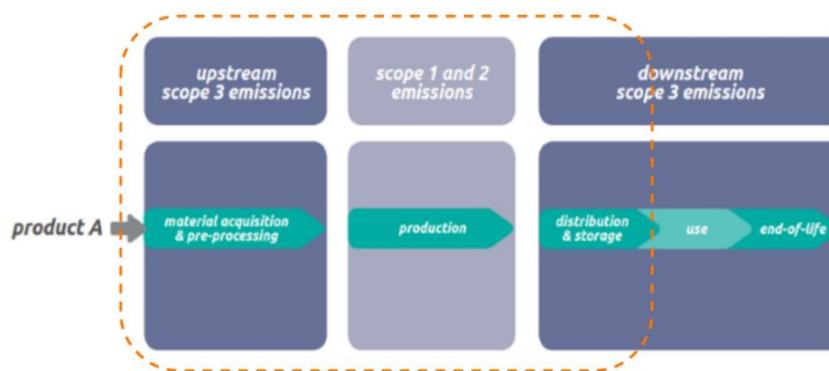 upstream
scope 3 emissions
scope 1 and 2
emissions
downstream
scope 3 emissions
product A
material acquisition
& pre-processing
production
distribution
& storage
use
end-of-life